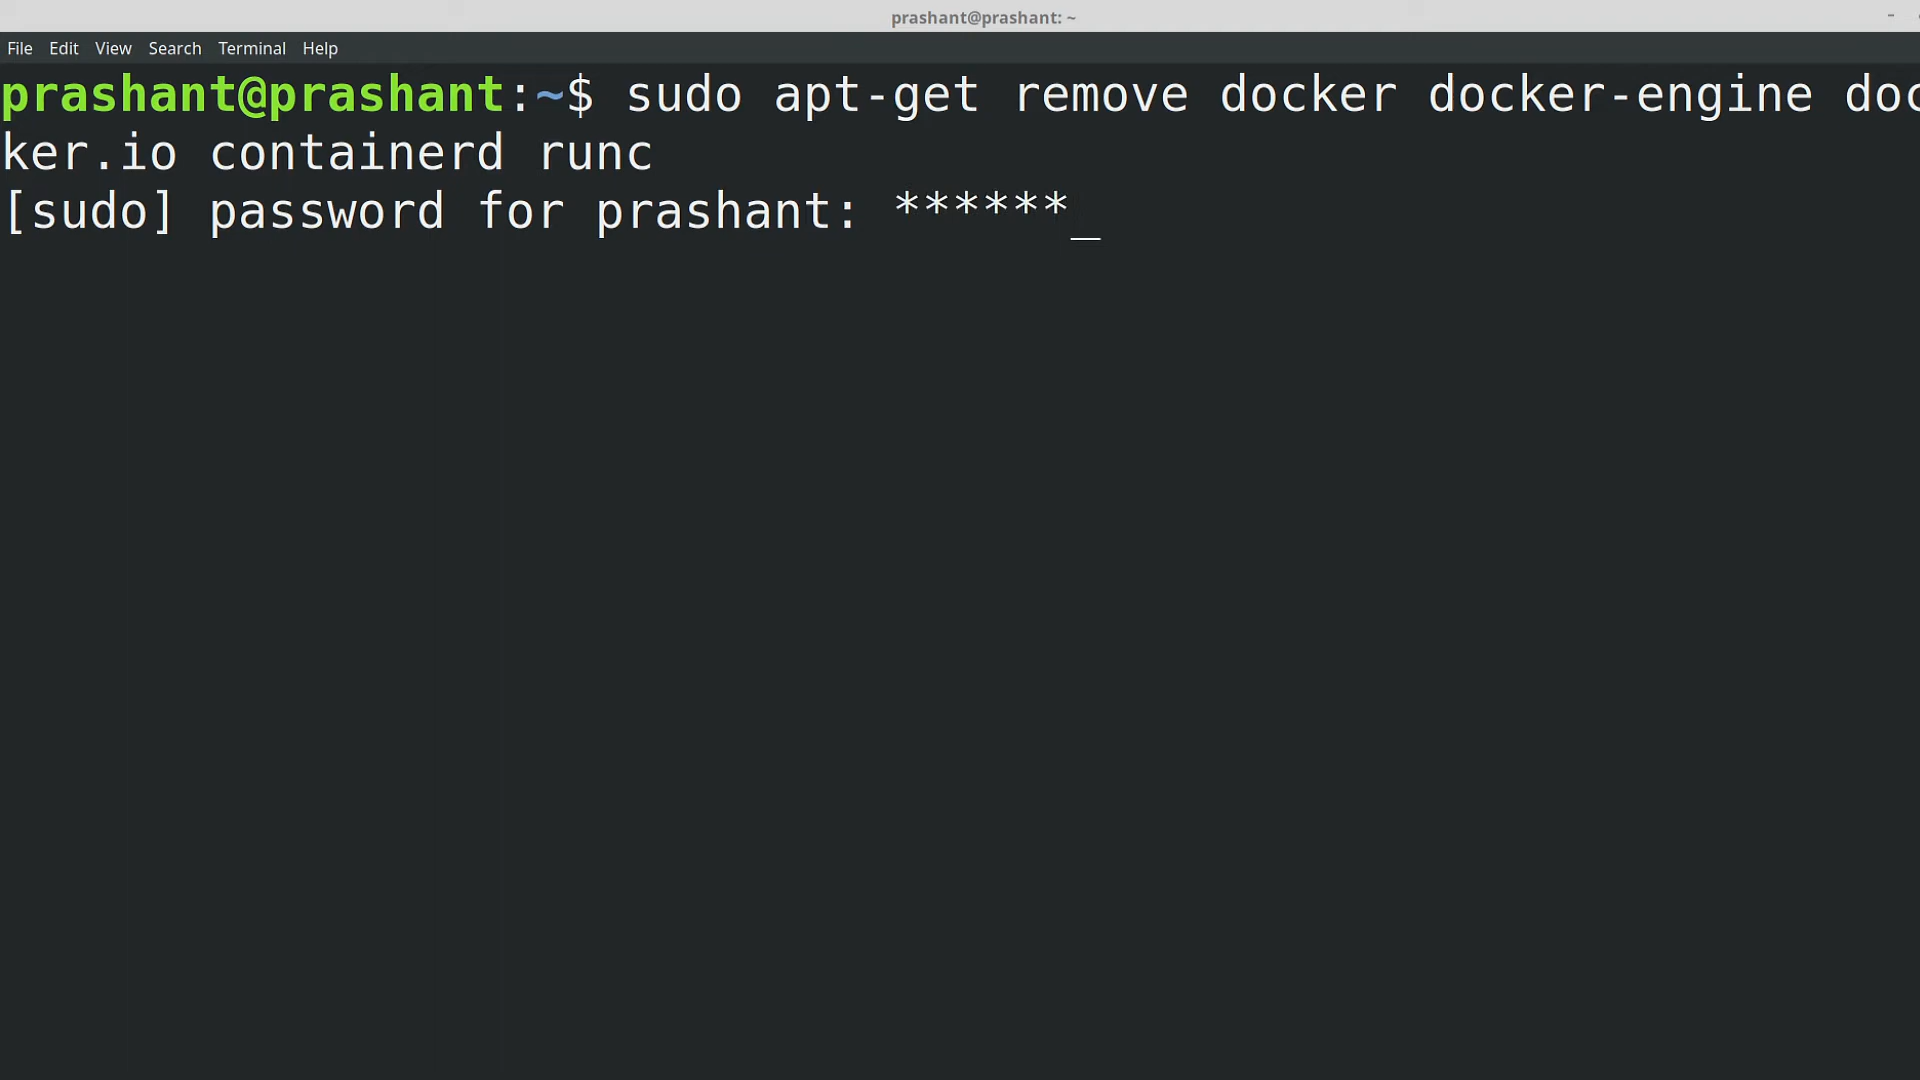 prashant@prashant: ~
File Edit View Search Terminal Help
prashant@prashant:~$ sudo apt-get remove docker docker-engine doc
ker.io containerd runc
[sudo] password for prashant: ******_